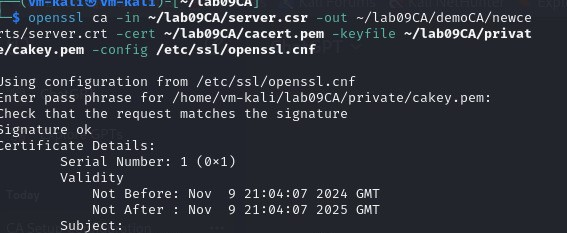 (vm-kali㉿vm-kali)-[~/lab09CA]
$ openssl ca -in ~/lab09CA/server.csr -out ~/lab09CA/demoCA/newce
rts/server.crt -cert ~/lab09CA/cacert.pem -keyfile ~/lab09CA/privat
e/cakey.pem -config /etc/ssl/openssl.cnf
Using configuration from /etc/ssl/openssl.cnf
Enter pass phrase for /home/vm-kali/lab09CA/private/cakey.pem:
Check that the request matches the signature
Signature ok
Certificate Details:
Serial Number: 1 (0×1)
Validity
Not Before: Nov  9 21:04:07 2024 GMT
Not After : Nov  9 21:04:07 2025 GMT
Subject: